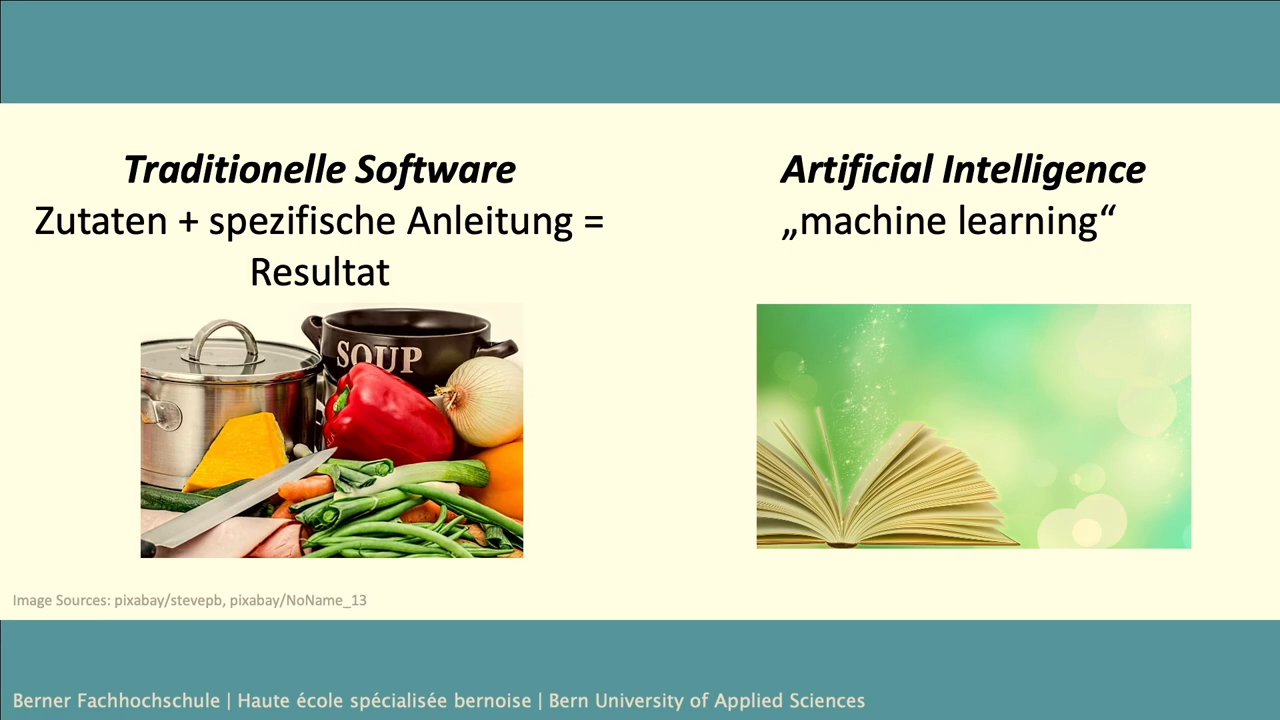 Traditionelle Software
Zutaten + spezifische Anleitung =
Resultat
Artificial Intelligence
„machine learning“
SOUP
Image Sources: pixabay/stevepb, pixabay/NoName_13
Berner Fachhochschule | Haute école spécialisée bernoise | Bern University of Applied Sciences